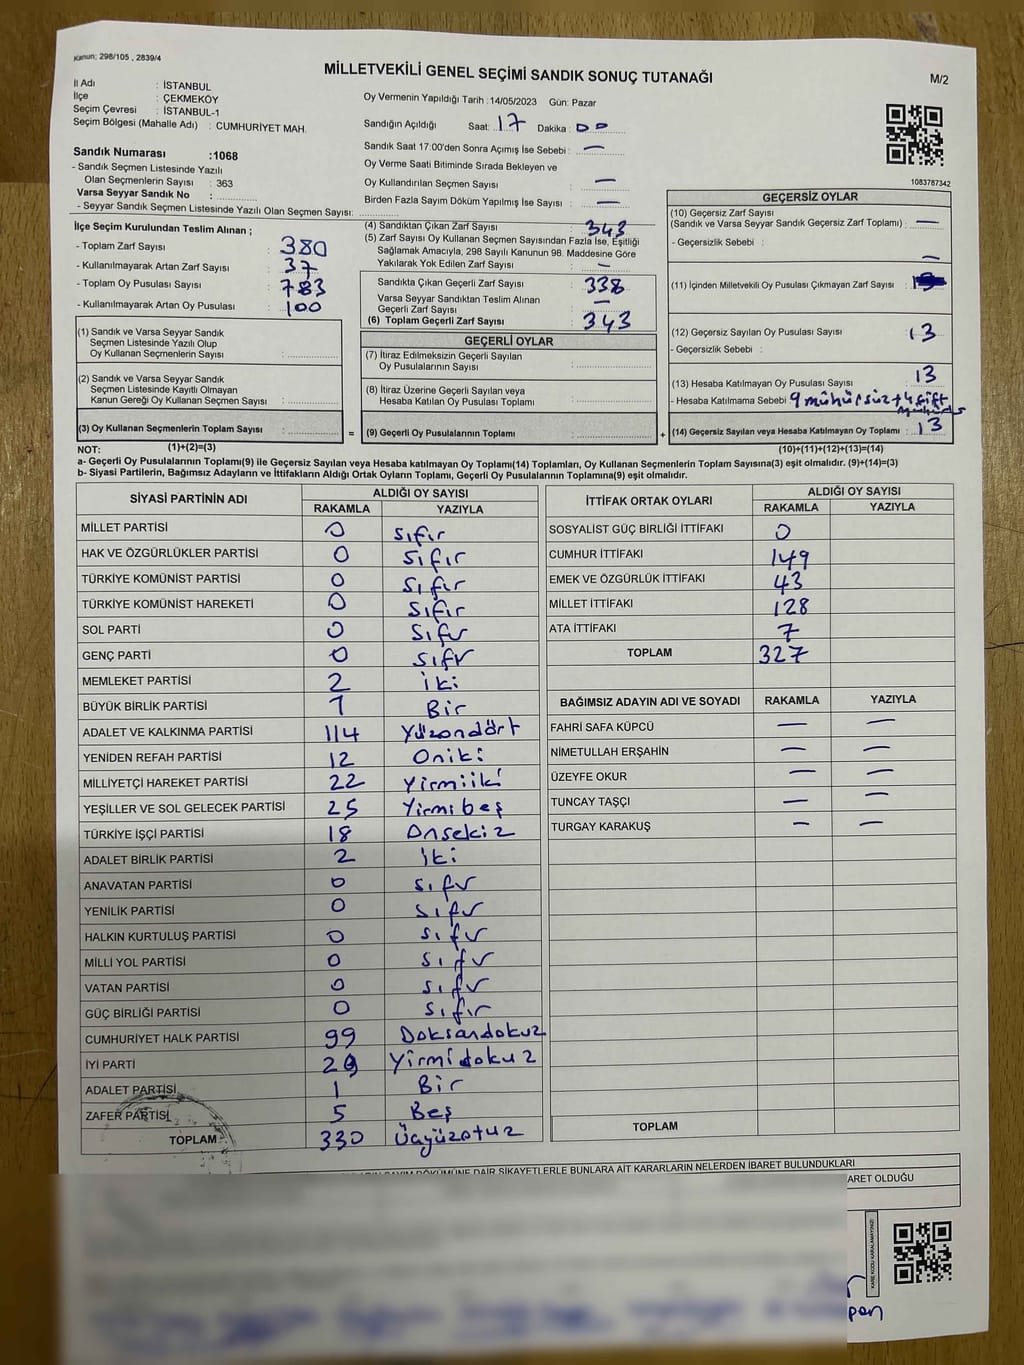 Kanun: 298/105 , 2839/4
MİLLETVEKİLİ GENEL SEÇİMİ SANDIK SONUÇ TUTANAĞI
M/2
İl Adı : İSTANBUL
İlçe : ÇEKMEKÖY
Seçim Çevresi : İSTANBUL-1
Seçim Bölgesi (Mahalle Adı) : CUMHURİYET MAH.
Sandık Numarası :1068
- Sandık Seçmen Listesinde Yazılı
Olan Seçmenlerin Sayısı : 363
Varsa Seyyar Sandık No :
- Seyyar Sandık Seçmen Listesinde Yazılı Olan Seçmen Sayısı:
Oy Vermenin Yapıldığı Tarih :14/05/2023 Gün: Pazar
Sandığın Açıldığı Saat: 17 Dakika : 00
Sandık Saat 17:00'den Sonra Açımış İse Sebebi : —
Oy Verme Saati Bitiminde Sırada Bekleyen ve
Oy Kullandırılan Seçmen Sayısı : —
Birden Fazla Sayım Döküm Yapılmış İse Sayısı : —
1083787342
İlçe Seçim Kurulundan Teslim Alınan ;
- Toplam Zarf Sayısı : 380
- Kullanılmayarak Artan Zarf Sayısı : 37
- Toplam Oy Pusulası Sayısı : 783
- Kullanılmayarak Artan Oy Pusulası : 100
(4) Sandıktan Çıkan Zarf Sayısı : 343
(5) Zarf Sayısı Oy Kullanan Seçmen Sayısından Fazla İse, Eşitliği
Sağlamak Amacıyla, 298 Sayılı Kanunun 98. Maddesine Göre
Yakılarak Yok Edilen Zarf Sayısı : —
Sandıkta Çıkan Geçerli Zarf Sayısı : 338
Varsa Seyyar Sandıktan Teslim Alınan
Geçerli Zarf Sayısı : —
(6) Toplam Geçerli Zarf Sayısı : 343
GEÇERSİZ OYLAR
(10) Geçersiz Zarf Sayısı
(Sandık ve Varsa Seyyar Sandık Geçersiz Zarf Toplamı) : —
- Geçersizlik Sebebi : —
(11) İçinden Milletvekili Oy Pusulası Çıkmayan Zarf Sayısı :
(12) Geçersiz Sayılan Oy Pusulası Sayısı : 13
- Geçersizlik Sebebi :
(13) Hesaba Katılmayan Oy Pusulası Sayısı : 13
- Hesaba Katılmama Sebebi 9 mühürsüz + 4 çift
(14) Geçersiz Sayılan veya Hesaba Katılmayan Oy Toplamı : 13
(1) Sandık ve Varsa Seyyar Sandık
Seçmen Listesinde Yazılı Olup
Oy Kullanan Seçmenlerin Sayısı :
(2) Sandık ve Varsa Seyyar Sandık
Seçmen Listesinde Kayıtlı Olmayan
Kanun Gereği Oy Kullanan Seçmen Sayısı :
(3) Oy Kullanan Seçmenlerin Toplam Sayısı : =
GEÇERLİ OYLAR
(7) İtiraz Edilmeksizin Geçerli Sayılan
Oy Pusulalarının Sayısı :
(8) İtiraz Üzerine Geçerli Sayılan veya
Hesaba Katılan Oy Pusulası Toplamı :
(9) Geçerli Oy Pusulalarının Toplamı : +
NOT: (1)+(2)=(3) (10)+(11)+(12)+(13)=(14)
a- Geçerli Oy Pusulalarının Toplamı(9) ile Geçersiz Sayılan veya Hesaba katılmayan Oy Toplamı(14) Toplamları, Oy Kullanan Seçmenlerin Toplam Sayısına(3) eşit olmalıdır. (9)+(14)=(3)
b- Siyasi Partilerin, Bağımsız Adayların ve İttifakların Aldığı Ortak Oyların Toplamı, Geçerli Oy Pusulalarının Toplamına(9) eşit olmalıdır.
SİYASİ PARTİNİN ADI ALDIĞI OY SAYISI
RAKAMLA YAZIYLA
MİLLET PARTİSİ 0 sıfır
HAK VE ÖZGÜRLÜKLER PARTİSİ 0 sıfır
TÜRKİYE KOMÜNİST PARTİSİ 0 sıfır
TÜRKİYE KOMÜNİST HAREKETİ 0 sıfır
SOL PARTİ 0 sıfır
GENÇ PARTİ 0 sıfır
MEMLEKET PARTİSİ 2 iki
BÜYÜK BİRLİK PARTİSİ 1 Bir
ADALET VE KALKINMA PARTİSİ 114 Yüzondört
YENİDEN REFAH PARTİSİ 12 Oniki
MİLLİYETÇİ HAREKET PARTİSİ 22 Yirmiiki
YEŞİLLER VE SOL GELECEK PARTİSİ 25 Yirmibeş
TÜRKİYE İŞÇİ PARTİSİ 18 Onsekiz
ADALET BİRLİK PARTİSİ 2 iki
ANAVATAN PARTİSİ 0 sıfır
YENİLİK PARTİSİ 0 sıfır
HALKIN KURTULUŞ PARTİSİ 0 sıfır
MİLLİ YOL PARTİSİ 0 sıfır
VATAN PARTİSİ 0 sıfır
GÜÇ BİRLİĞİ PARTİSİ 0 sıfır
CUMHURİYET HALK PARTİSİ 99 Doksandokuz
İYİ PARTİ 29 Yirmidokuz
ADALET PARTİSİ 1 Bir
ZAFER PARTİSİ 5 Beş
TOPLAM 330 Üçyüzotuz
İTTİFAK ORTAK OYLARI ALDIĞI OY SAYISI
RAKAMLA YAZIYLA
SOSYALİST GÜÇ BİRLİĞİ İTTİFAKI 0
CUMHUR İTTİFAKI 149
EMEK VE ÖZGÜRLÜK İTTİFAKI 43
MİLLET İTTİFAKI 128
ATA İTTİFAKI 7
TOPLAM 327
BAĞIMSIZ ADAYIN ADI VE SOYADI RAKAMLA YAZIYLA
FAHRİ SAFA KÜPCÜ — —
NİMETULLAH ERŞAHİN — —
ÜZEYFE OKUR — —
TUNCAY TAŞÇI — —
TURGAY KARAKUŞ — —
TOPLAM
SAYIM DÖKÜMÜNE DAİR ŞİKAYETLERLE BUNLARA AİT KARARLARIN NELERDEN İBARET BULUNDUKLARI
ARET OLDUĞU
KARE KODU KARALAMAYINIZ!